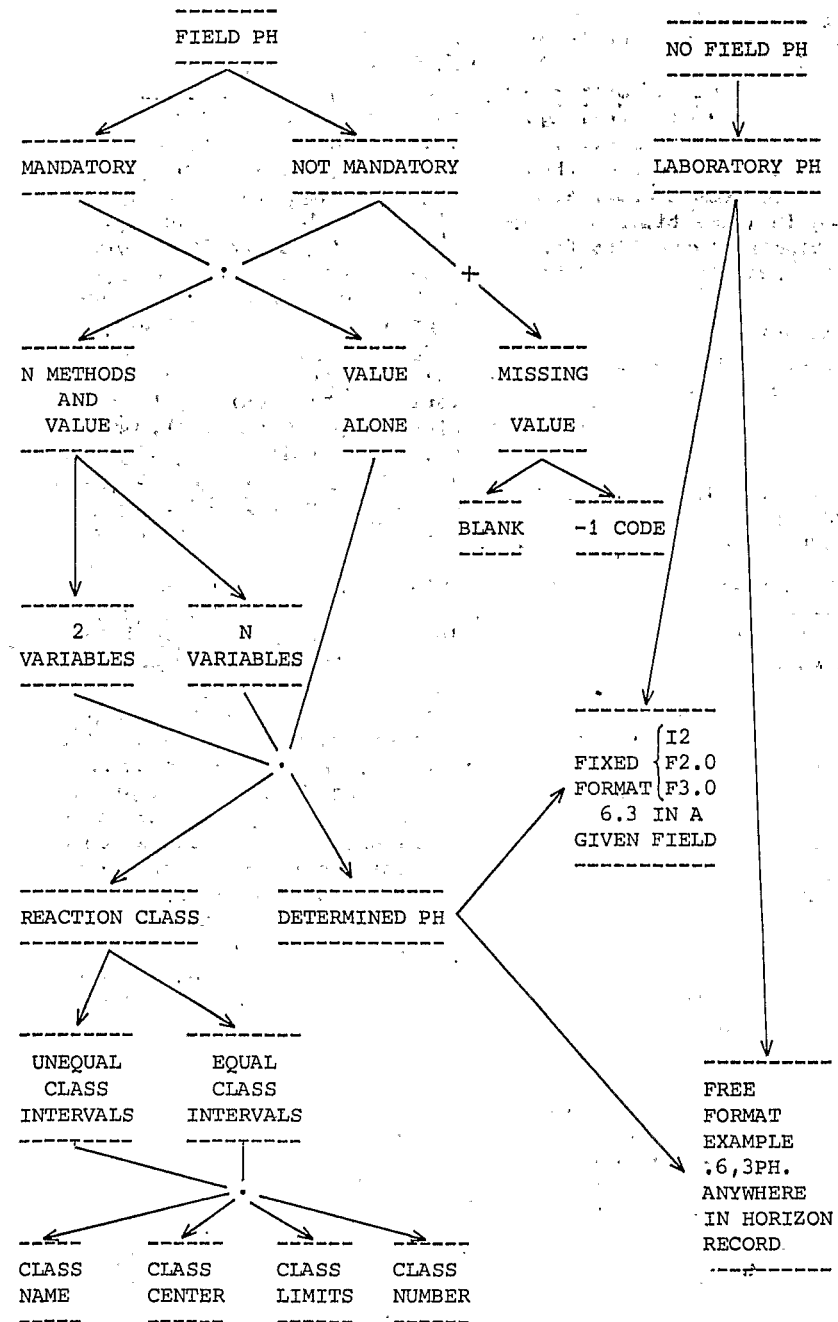 FIELD PH
NO FIELD PH
MANDATORY
NOT MANDATORY
LABORATORY PH
+
N METHODS
AND
VALUE
VALUE
ALONE
MISSING
VALUE
BLANK
-1 CODE
2
VARIABLES
N
VARIABLES
FIXED
FORMAT
I2
F2.0
F3.0
6.3 IN A
GIVEN FIELD
REACTION CLASS
DETERMINED PH
UNEQUAL
CLASS
INTERVALS
EQUAL
CLASS
INTERVALS
FREE
FORMAT
EXAMPLE
.6,3PH.
ANYWHERE
IN HORIZON
RECORD
CLASS
NAME
CLASS
CENTER
CLASS
LIMITS
CLASS
NUMBER